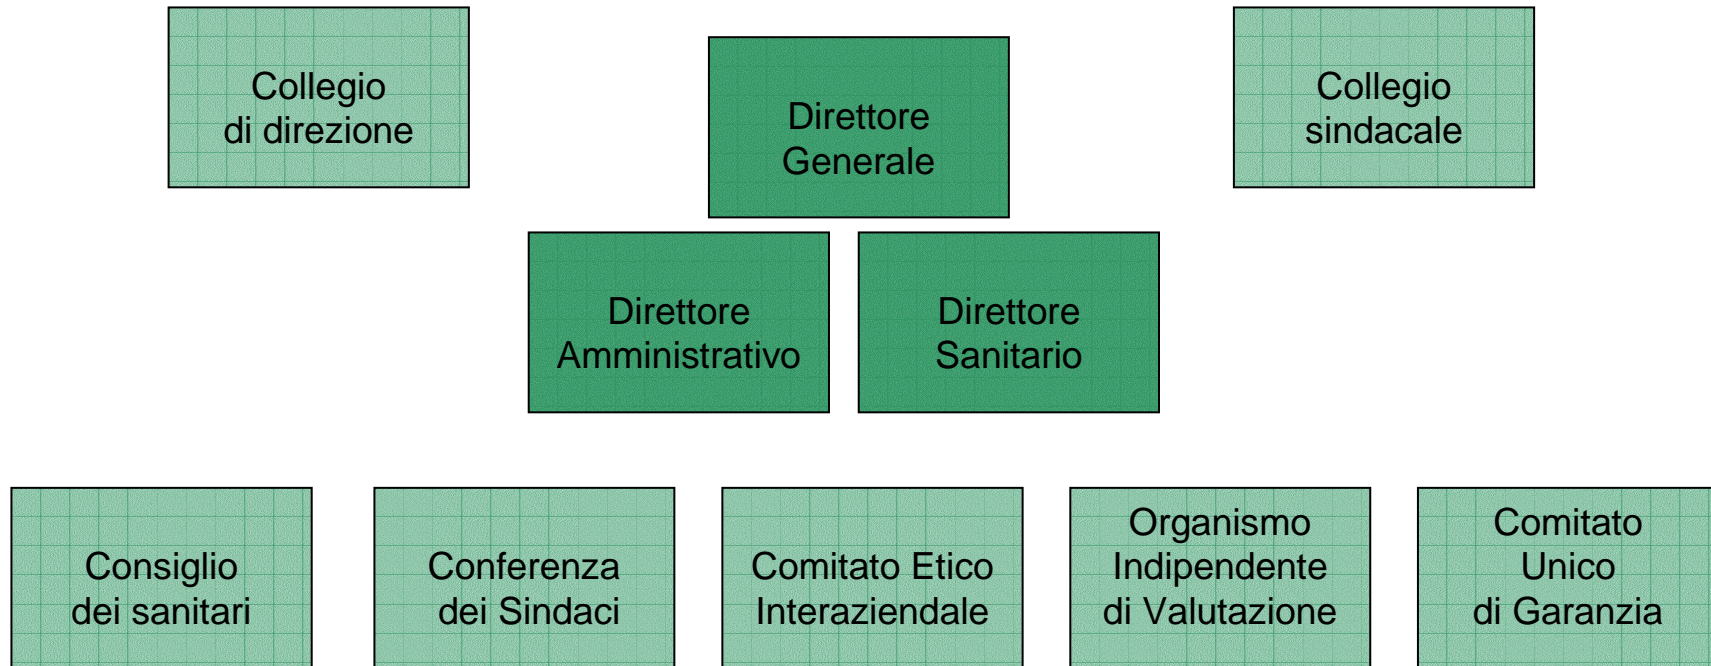 Collegio
di direzione
Direttore
Generale
Collegio
sindacale
Direttore
Amministrativo
Direttore
Sanitario
Consiglio
dei sanitari
Conferenza
dei Sindaci
Comitato Etico
Interaziendale
Organismo
Indipendente
di Valutazione
Comitato
Unico
di Garanzia